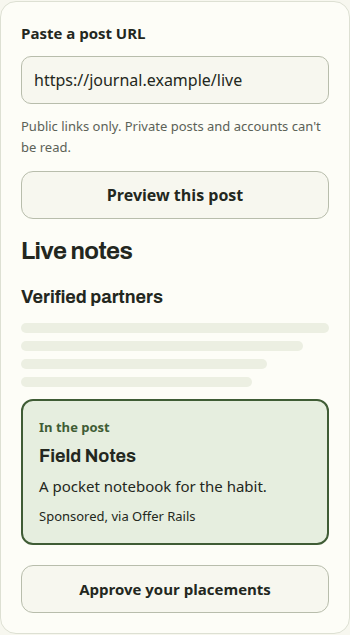 Paste a post URL
https://journal.example/live
Public links only. Private posts and accounts can't
be read.
Preview this post
Live notes
Verified partners
In the post
Field Notes
A pocket notebook for the habit.
Sponsored, via Offer Rails
Approve your placements